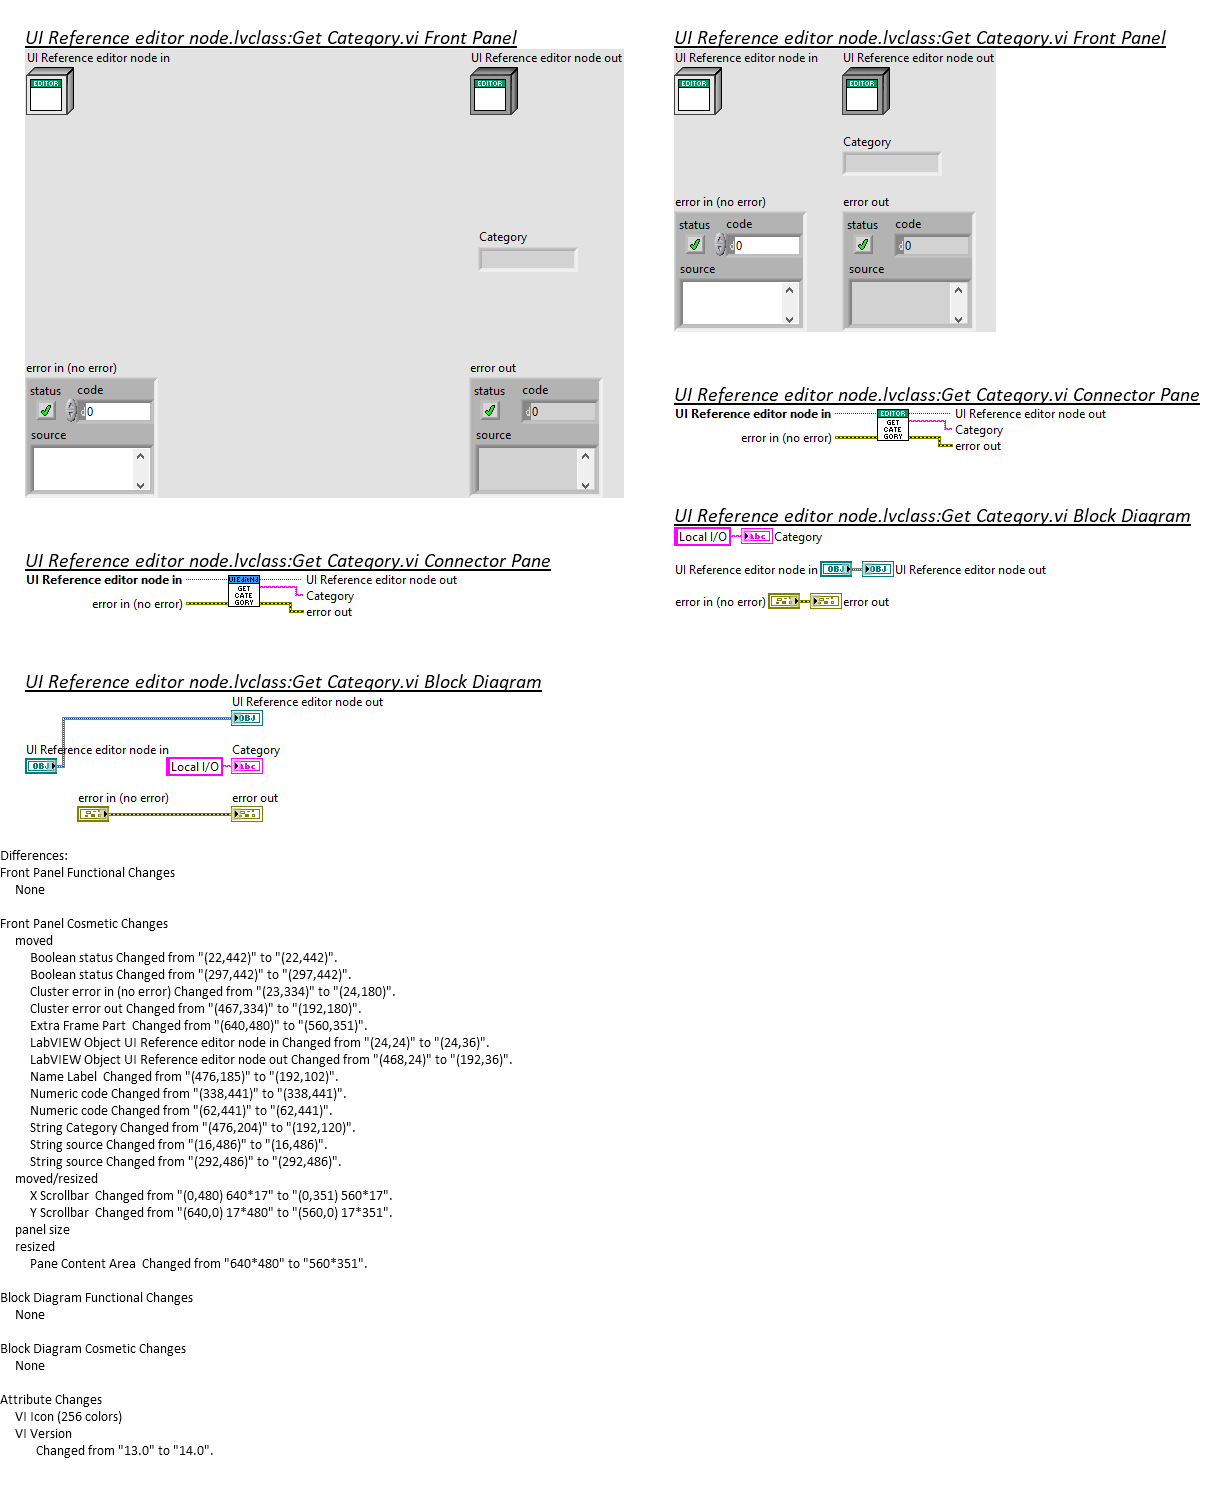 UI Reference editor node.lvclass:Get Category.vi Front Panel
UI Reference editor node in
UI Reference editor node out
EDITOR
EDITOR
Category
error in (no error)
error out
status code
d 0
source
status code
d 0
source
UI Reference editor node.lvclass:Get Category.vi Connector Pane
UI Reference editor node in
UIEditNd
GET
CATE
GORY
UI Reference editor node out
Category
error in (no error)
error out
UI Reference editor node.lvclass:Get Category.vi Block Diagram
UI Reference editor node out
OBJ
UI Reference editor node in
OBJ
Category
Local I/O
abc
error in (no error)
error out
UI Reference editor node.lvclass:Get Category.vi Front Panel
UI Reference editor node in
UI Reference editor node out
EDITOR
EDITOR
Category
error in (no error)
error out
status code
d 0
source
status code
d 0
source
UI Reference editor node.lvclass:Get Category.vi Connector Pane
UI Reference editor node in
EDITOR
GET
CATE
GORY
UI Reference editor node out
Category
error in (no error)
error out
UI Reference editor node.lvclass:Get Category.vi Block Diagram
Local I/O abc Category
UI Reference editor node in OBJ OBJ UI Reference editor node out
error in (no error) error out
Differences:
Front Panel Functional Changes
None
Front Panel Cosmetic Changes
moved
Boolean status Changed from "(22,442)" to "(22,442)".
Boolean status Changed from "(297,442)" to "(297,442)".
Cluster error in (no error) Changed from "(23,334)" to "(24,180)".
Cluster error out Changed from "(467,334)" to "(192,180)".
Extra Frame Part  Changed from "(640,480)" to "(560,351)".
LabVIEW Object UI Reference editor node in Changed from "(24,24)" to "(24,36)".
LabVIEW Object UI Reference editor node out Changed from "(468,24)" to "(192,36)".
Name Label  Changed from "(476,185)" to "(192,102)".
Numeric code Changed from "(338,441)" to "(338,441)".
Numeric code Changed from "(62,441)" to "(62,441)".
String Category Changed from "(476,204)" to "(192,120)".
String source Changed from "(16,486)" to "(16,486)".
String source Changed from "(292,486)" to "(292,486)".
moved/resized
X Scrollbar  Changed from "(0,480) 640*17" to "(0,351) 560*17".
Y Scrollbar  Changed from "(640,0) 17*480" to "(560,0) 17*351".
panel size
resized
Pane Content Area  Changed from "640*480" to "560*351".
Block Diagram Functional Changes
None
Block Diagram Cosmetic Changes
None
Attribute Changes
VI Icon (256 colors)
VI Version
Changed from "13.0" to "14.0".